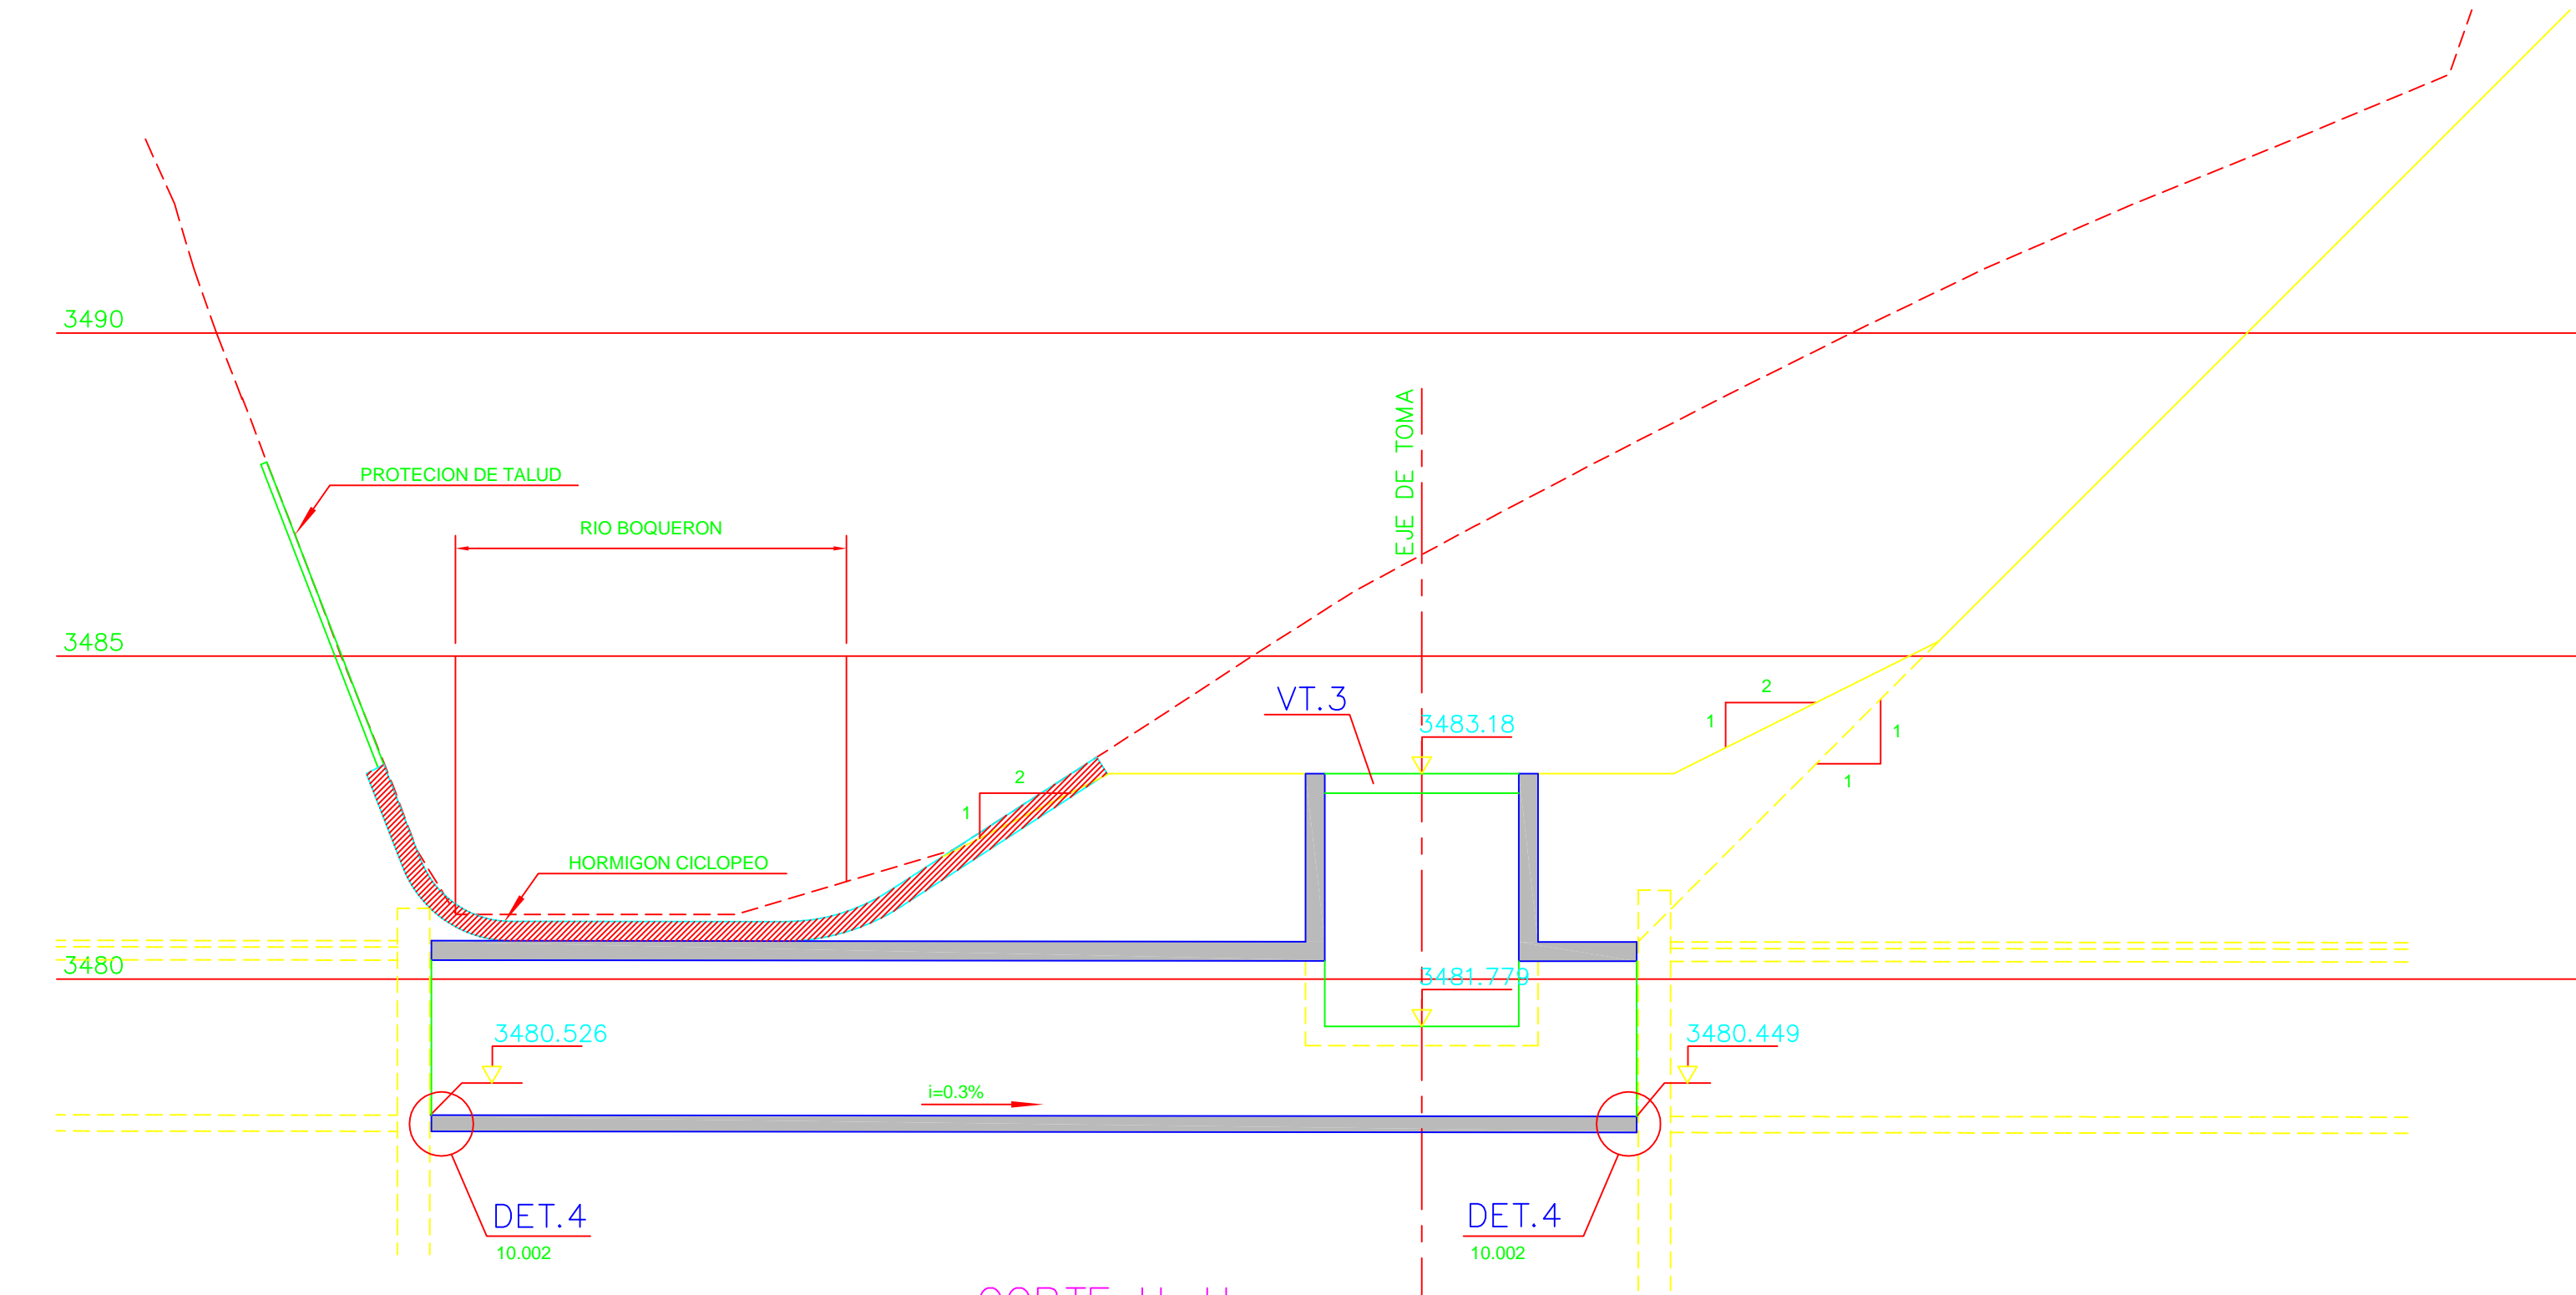 3490
EJE DE TOMA
PROTECION DE TALUD
RIO BOQUERON
3485
VT.3
3483.18
2
1
1
1
2
1
HORMIGON CICLOPEO
3480
3481.779
3480.526
3480.449
i=0.3%
DET.4
10.002
DET.4
10.002